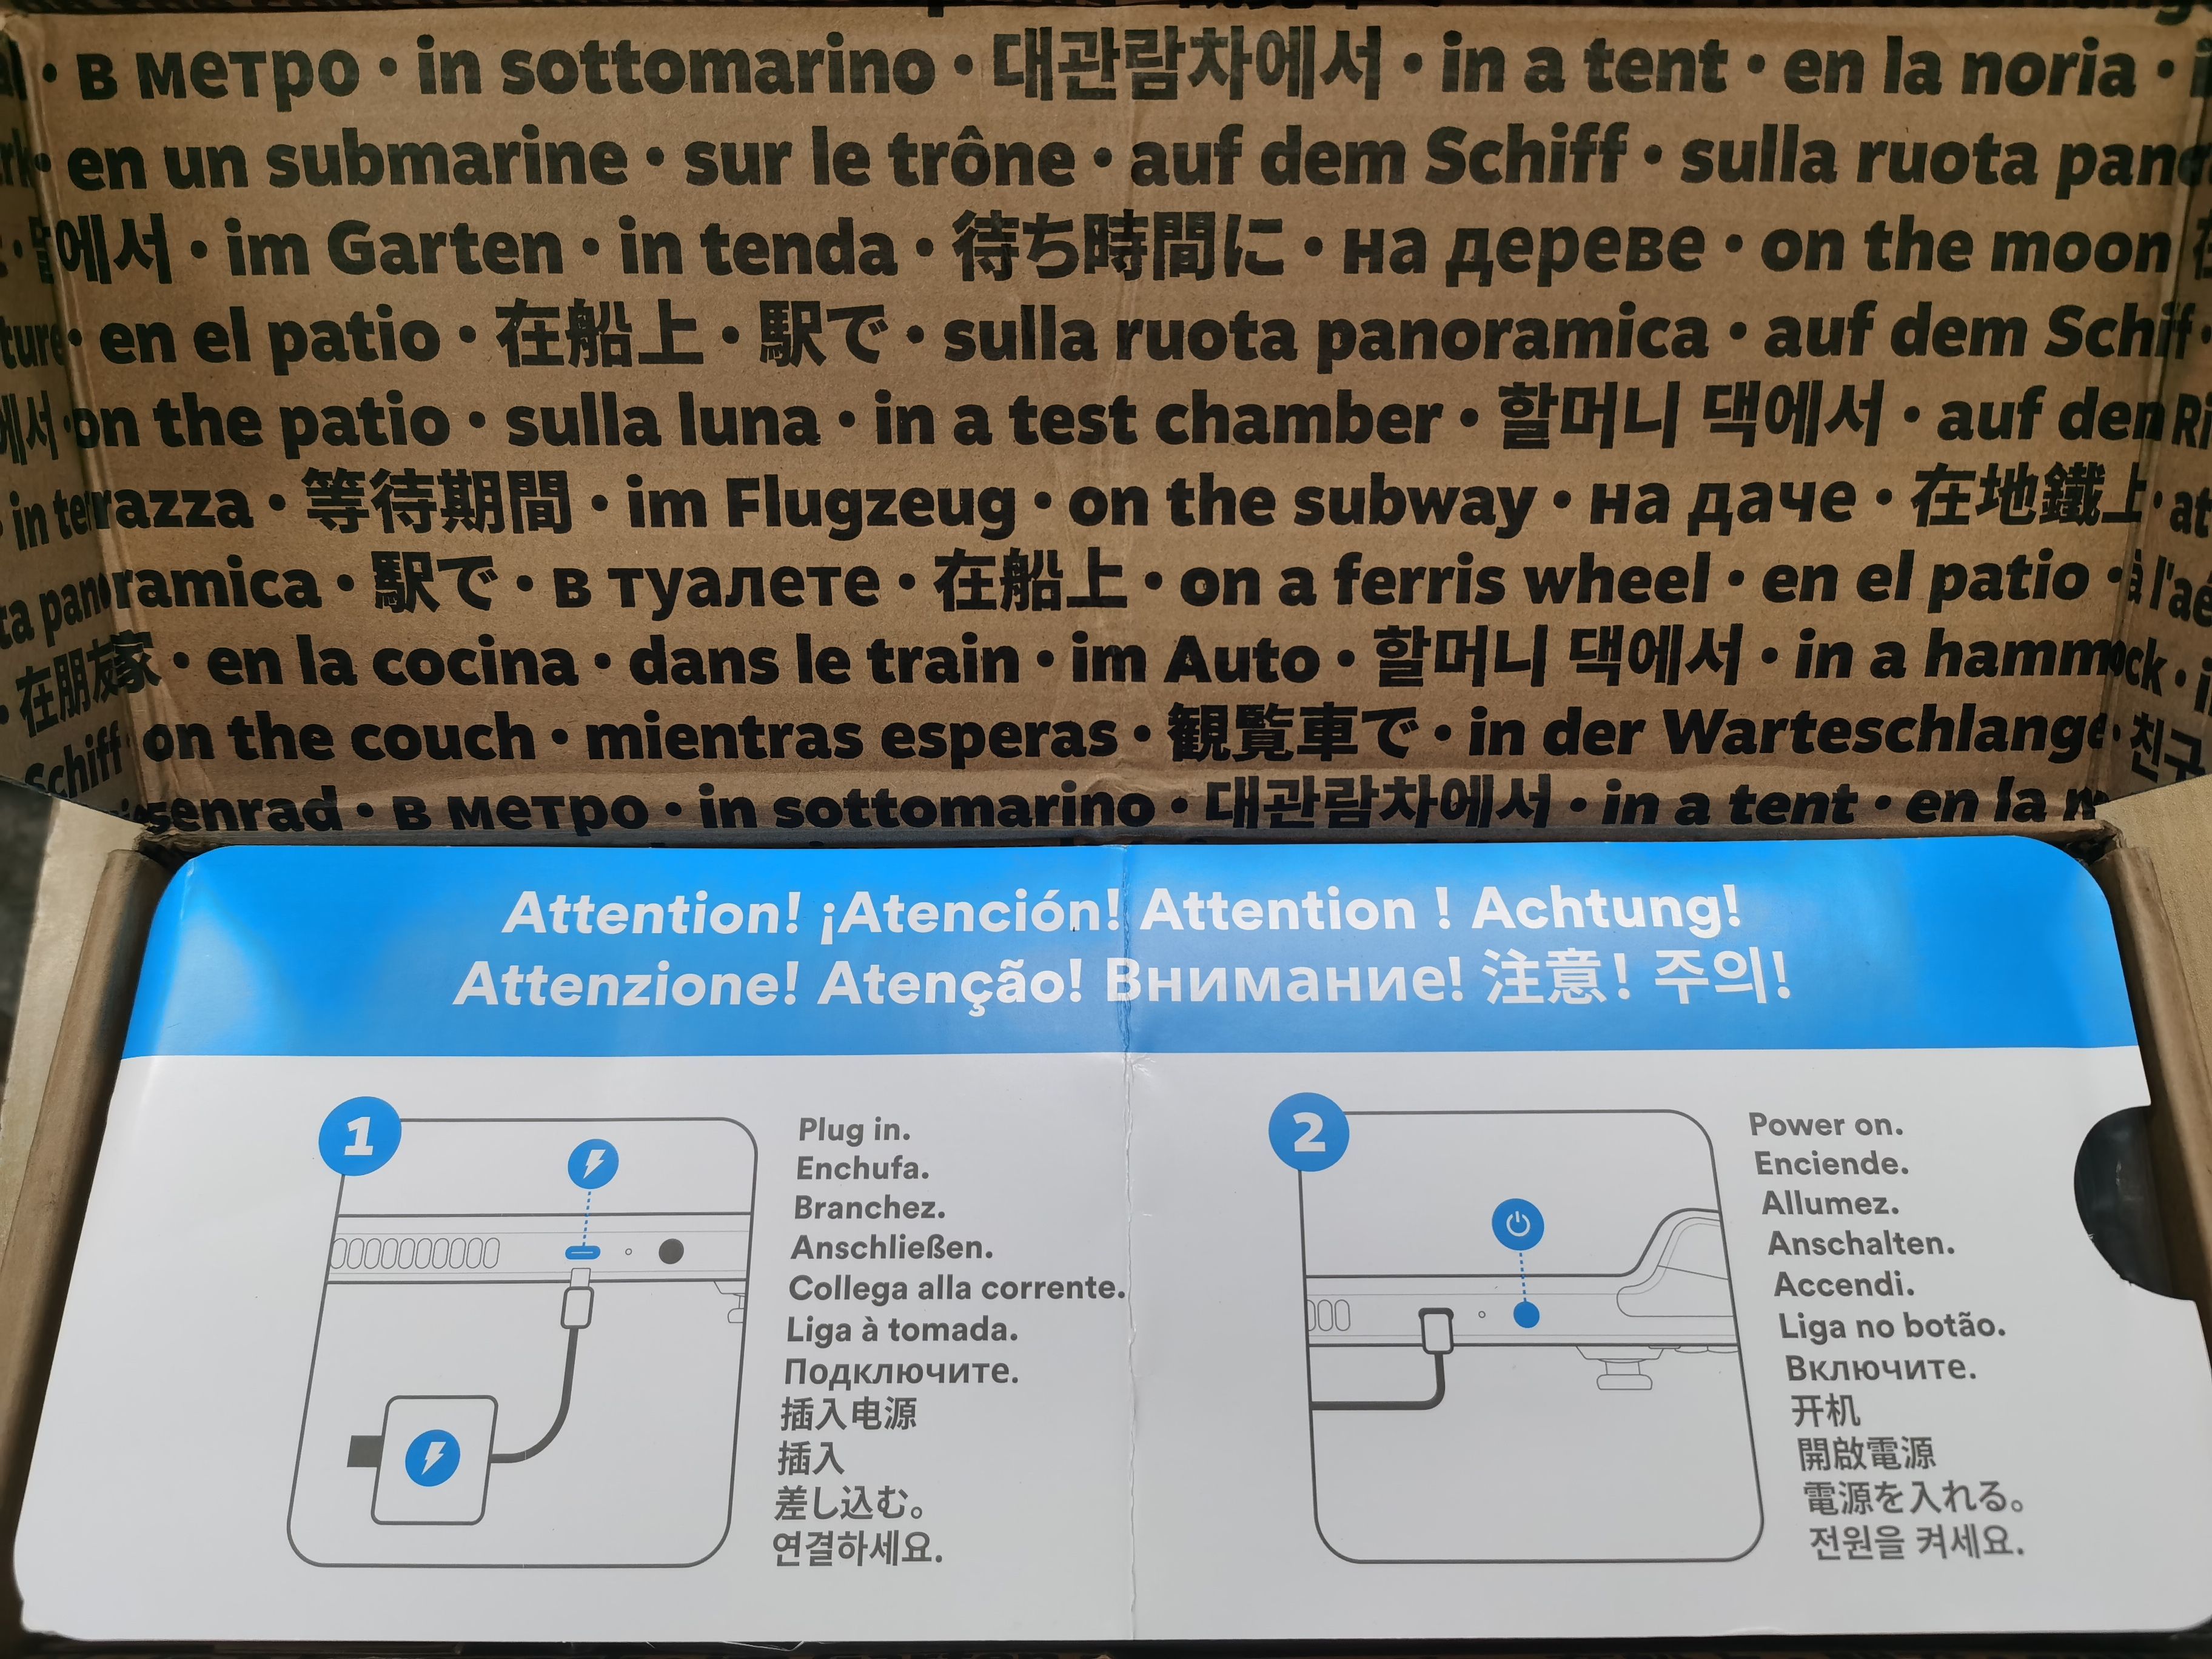 • в метро • in sottomarino • 대관람차에서 • in a tent • en la noria •
• en un submarine • sur le trône • auf dem Schiff • sulla ruota
에서 • im Garten • in tenda • 待ち時間に • на дереве • on the moon
• en el patio • 在船上 • 駅で • sulla ruota panoramica • auf dem Schiff •
에서 • on the patio • sulla luna • in a test chamber • 할머니 댁에서 • auf dem
• in terrazza • 等待期間 • im Flugzeug • on the subway • на даче • 在地鐵上 •
panoramica • 駅で • в туалете • 在船上 • on a ferris wheel • en el patio •
• 在朋友家 • en la cocina • dans le train • im Auto • 할머니 댁에서 • in a hammock •
Schiff • on the couch • mientras esperas • 観覧車で • in der Warteschlange •
• в метро • in sottomarino • 대관람차에서 • in a tent • en la
Attention! ¡Atención! Attention ! Achtung!
Attenzione! Atenção! Внимание! 注意! 주의!
1
Plug in.
Enchufa.
Branchez.
Anschließen.
Collega alla corrente.
Liga à tomada.
Подключите.
插入电源
插入
差し込む。
연결하세요.
2
Power on.
Enciende.
Allumez.
Anschalten.
Accendi.
Liga no botão.
Включите.
开机
開啟電源
電源を入れる。
전원을 켜세요.